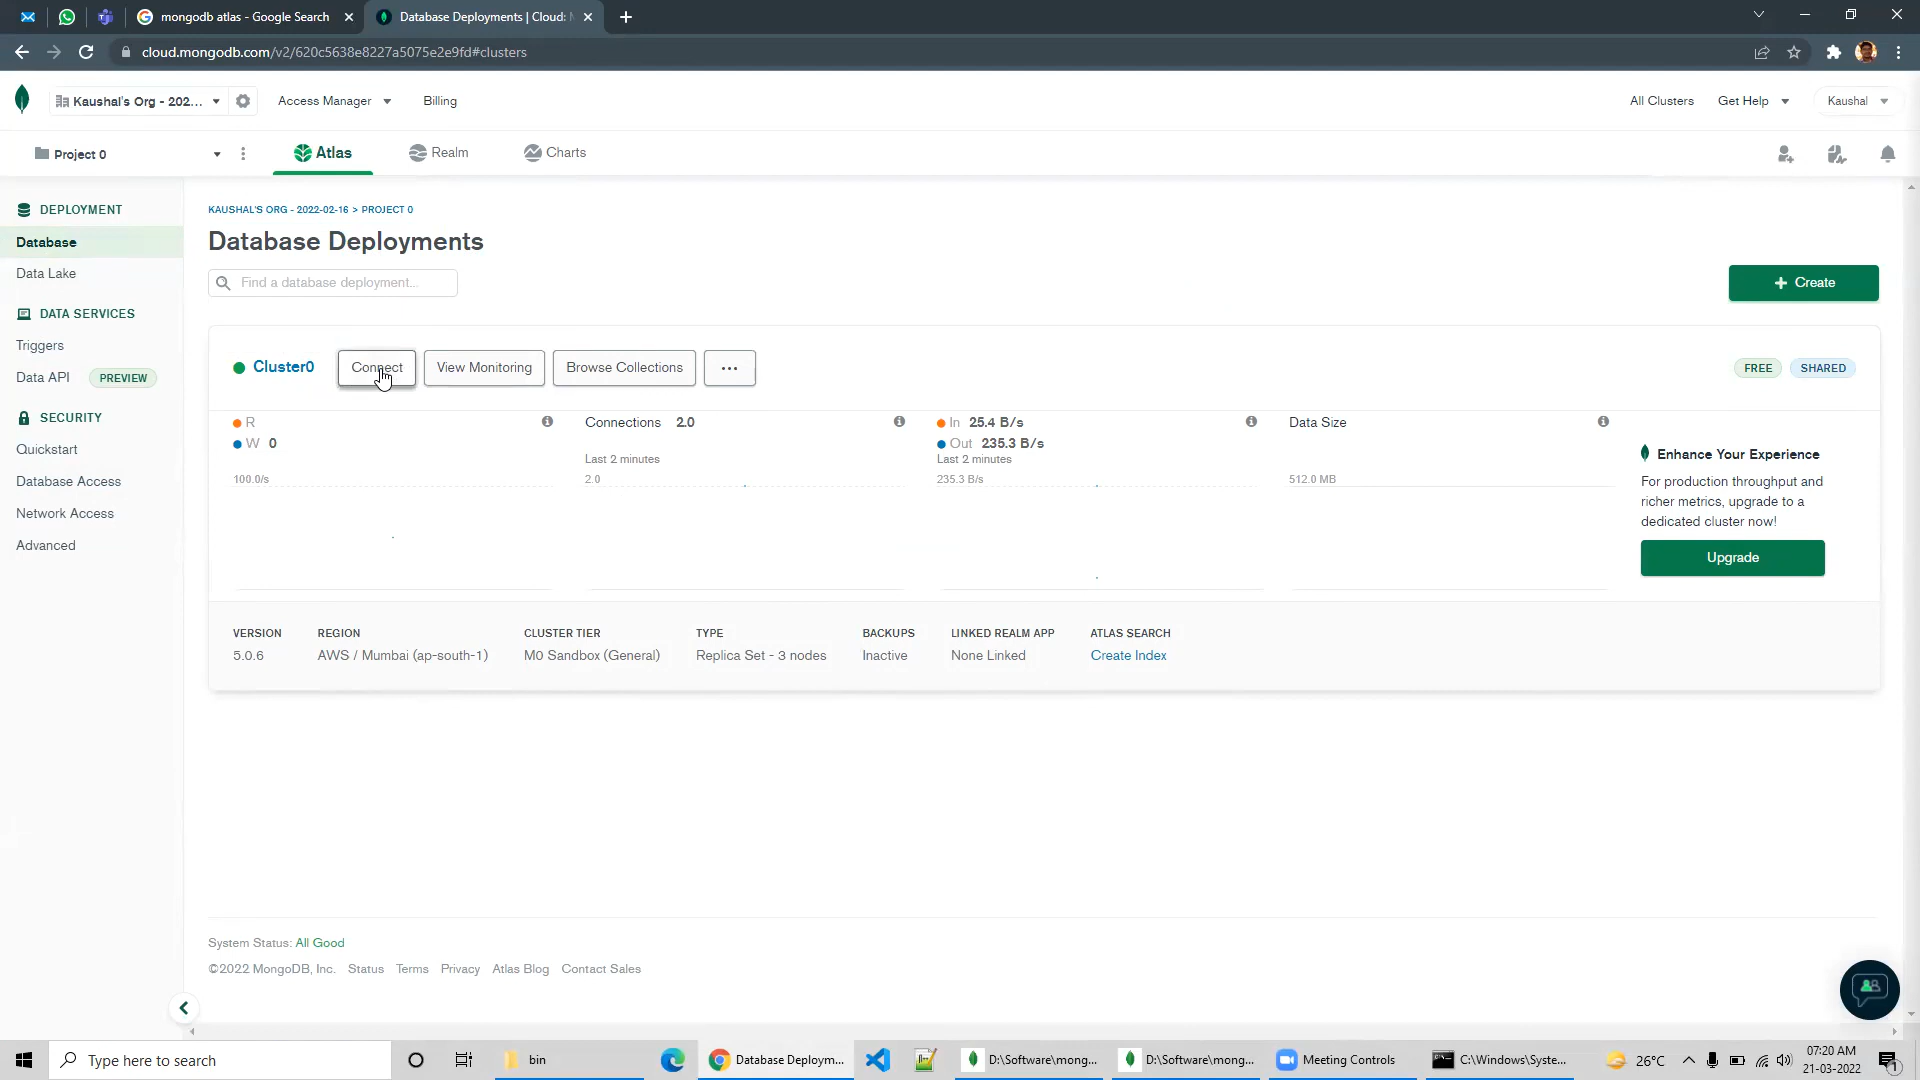 mongodb atlas - Google Search
Database Deployments | Cloud:
cloud.mongodb.com/v2/620c5638e8227a5075e2e9fd#clusters
Kaushal's Org - 202...
Access Manager
Billing
All Clusters
Get Help
Kaushal
Project 0
Atlas
Realm
Charts
DEPLOYMENT
Database
Data Lake
DATA SERVICES
Triggers
Data API PREVIEW
SECURITY
Quickstart
Database Access
Network Access
Advanced
KAUSHAL'S ORG - 2022-02-16 > PROJECT 0
Database Deployments
Find a database deployment...
+ Create
Cluster0
Connect
View Monitoring
Browse Collections
...
FREE
SHARED
R
W 0
100.0/s
Connections 2.0
Last 2 minutes
2.0
In 25.4 B/s
Out 235.3 B/s
Last 2 minutes
235.3 B/s
Data Size
512.0 MB
Enhance Your Experience
For production throughput and
richer metrics, upgrade to a
dedicated cluster now!
Upgrade
VERSION
5.0.6
REGION
AWS / Mumbai (ap-south-1)
CLUSTER TIER
M0 Sandbox (General)
TYPE
Replica Set - 3 nodes
BACKUPS
Inactive
LINKED REALM APP
None Linked
ATLAS SEARCH
Create Index
System Status: All Good
©2022 MongoDB, Inc. Status Terms Privacy Atlas Blog Contact Sales
Type here to search
bin
Database Deploym...
D:\Software\mong...
D:\Software\mong...
Meeting Controls
C:\Windows\Syste...
26°C
07:20 AM
21-03-2022
1